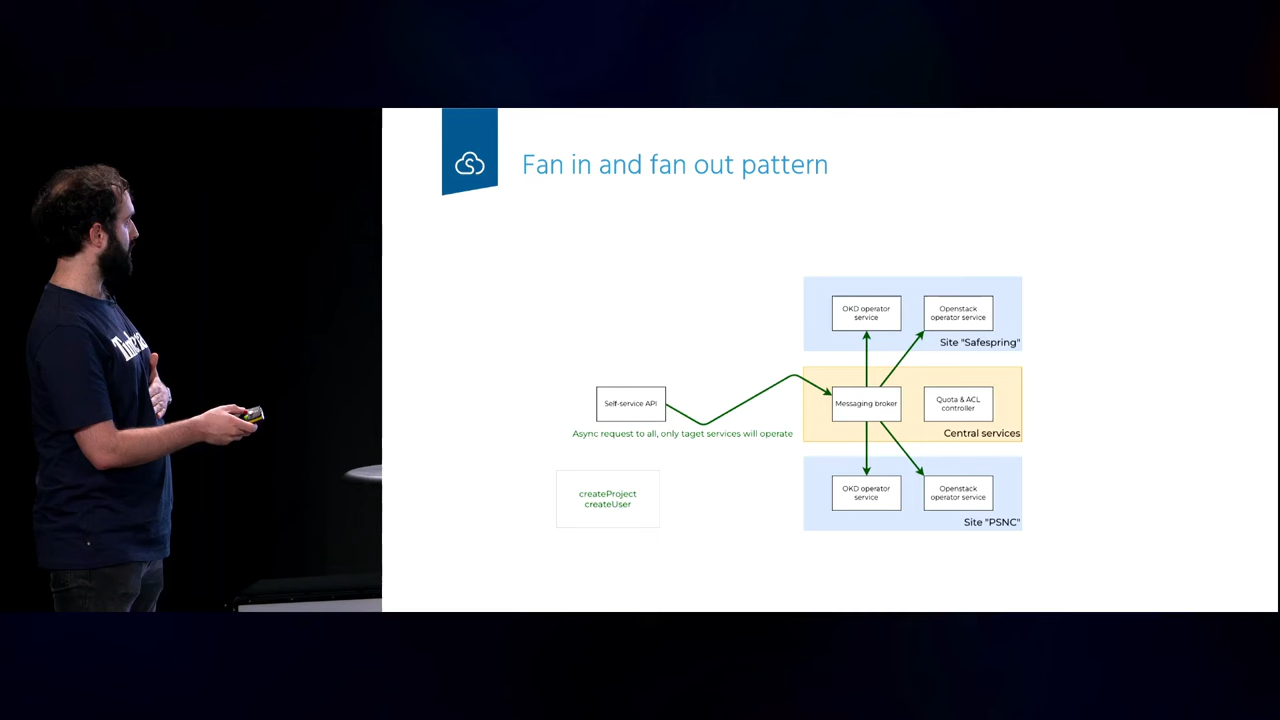 Fan in and fan out pattern
OKD operator
service
Openstack
operator service
Site "Safespring"
Self-service API
Messaging broker
Quota & ACL
controller
Central services
Async request to all, only taget services will operate
OKD operator
service
Openstack
operator service
Site "PSNC"
createProject
createUser